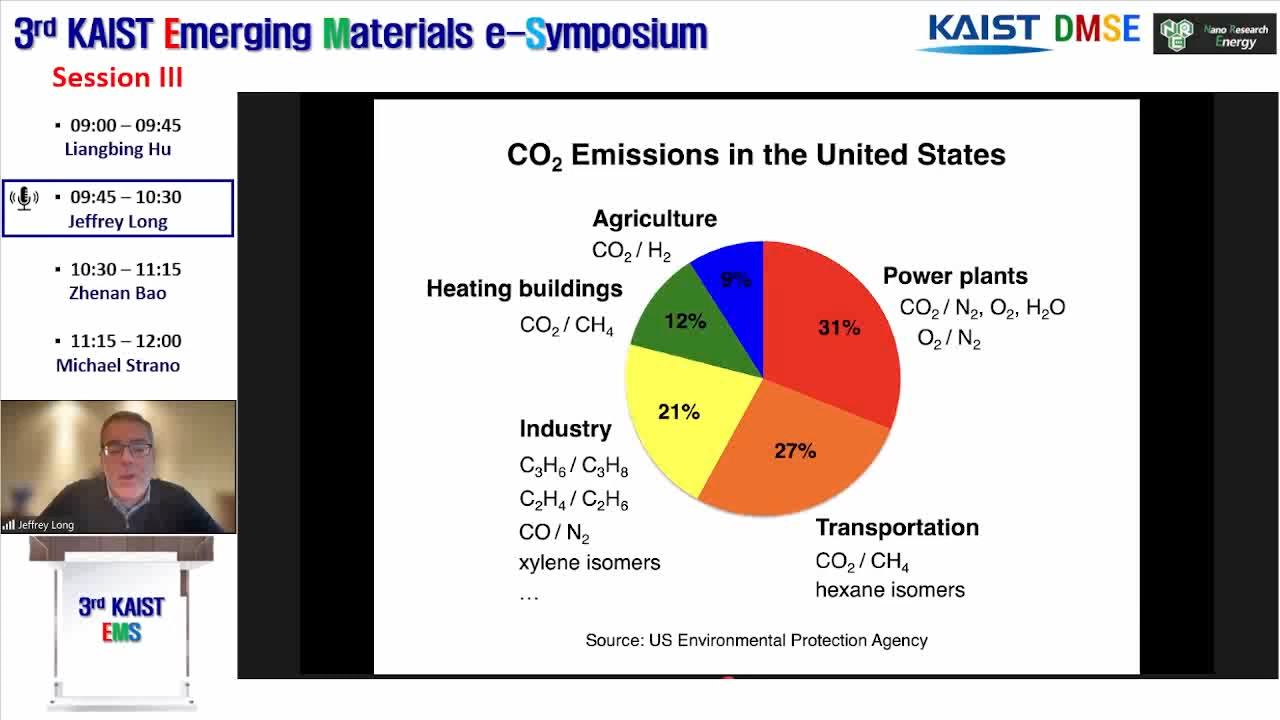 3rd KAIST Emerging Materials e-Symposium
KAIST DMSE
NRE
Nano Research
Energy
Session III
▪ 09:00 – 09:45
Liangbing Hu
▪ 09:45 – 10:30
Jeffrey Long
▪ 10:30 – 11:15
Zhenan Bao
▪ 11:15 – 12:00
Michael Strano
Jeffrey Long
3rd KAIST
EMS
CO₂ Emissions in the United States
Agriculture
CO₂ / H₂
9%
Heating buildings
CO₂ / CH₄
12%
Power plants
CO₂ / N₂, O₂, H₂O
O₂ / N₂
31%
Industry
C₃H₆ / C₃H₈
C₂H₄ / C₂H₆
CO / N₂
xylene isomers
…
21%
27%
Transportation
CO₂ / CH₄
hexane isomers
Source: US Environmental Protection Agency